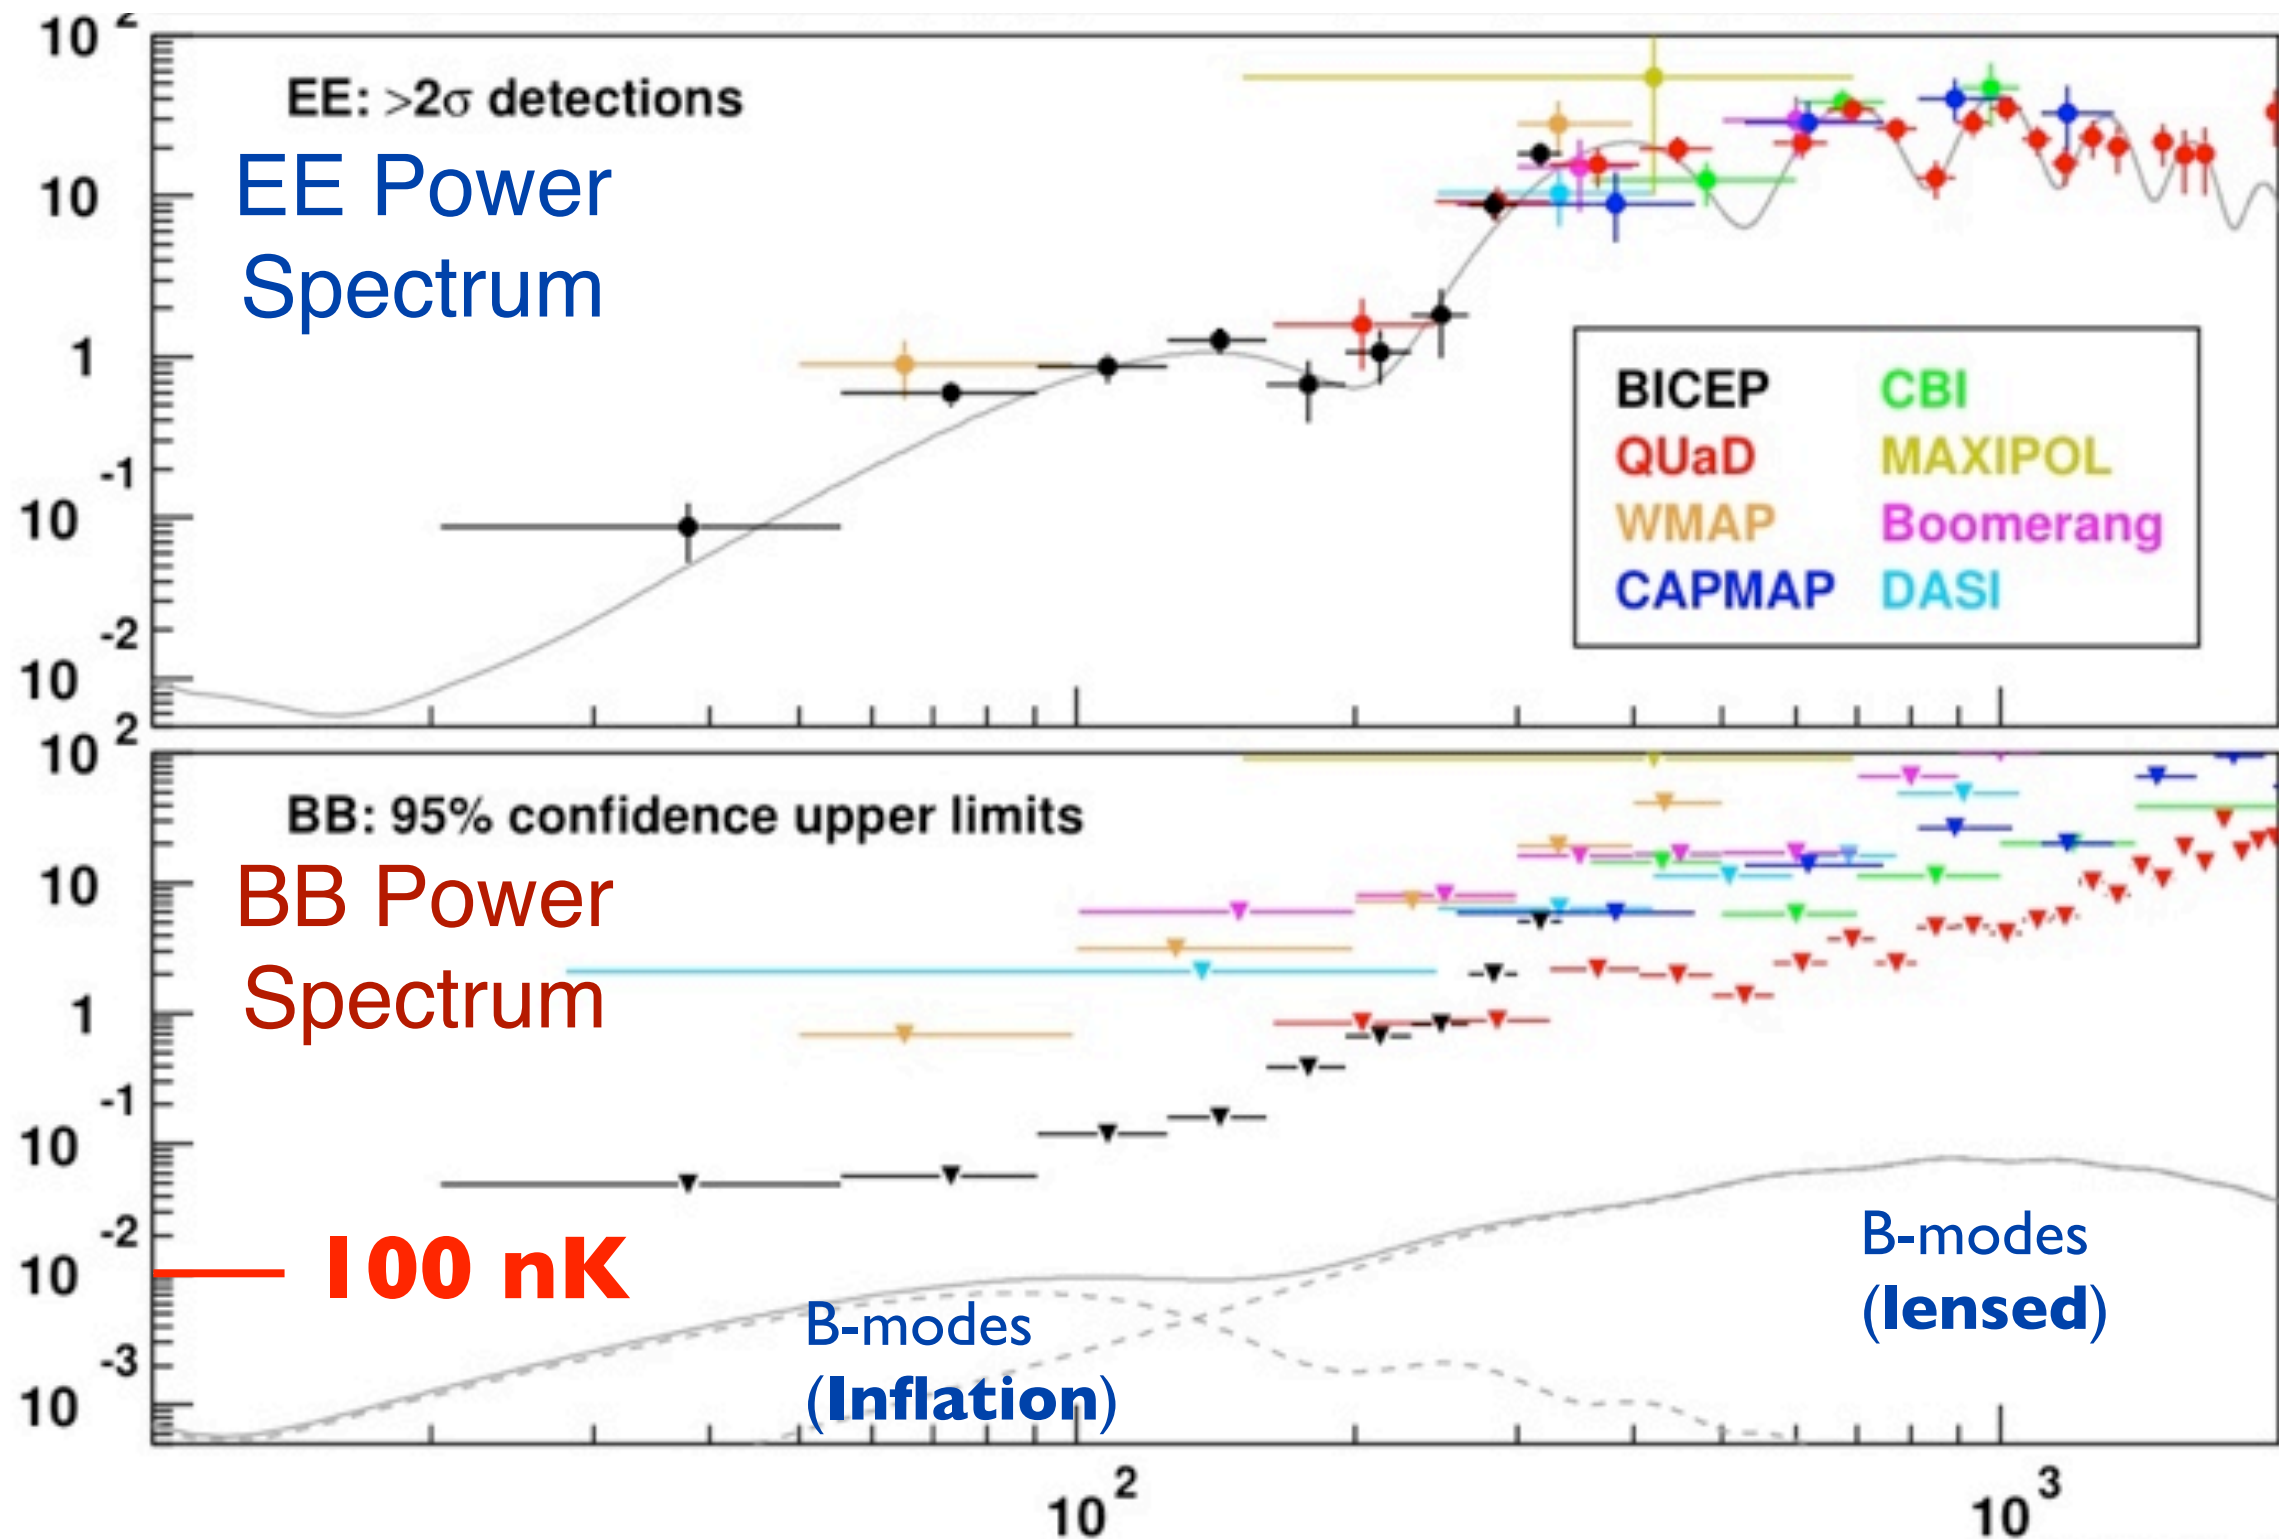 10 2
EE: >2σ detections
EE Power
Spectrum
10
1
-1
10
-2
10
BICEP CBI
QUaD MAXIPOL
WMAP Boomerang
CAPMAP DASI
10 2
BB: 95% confidence upper limits
BB Power
Spectrum
10
1
-1
10
-2
10
100 nK
B-modes
(lensed)
B-modes
(Inflation)
-3
10
10 2
10 3